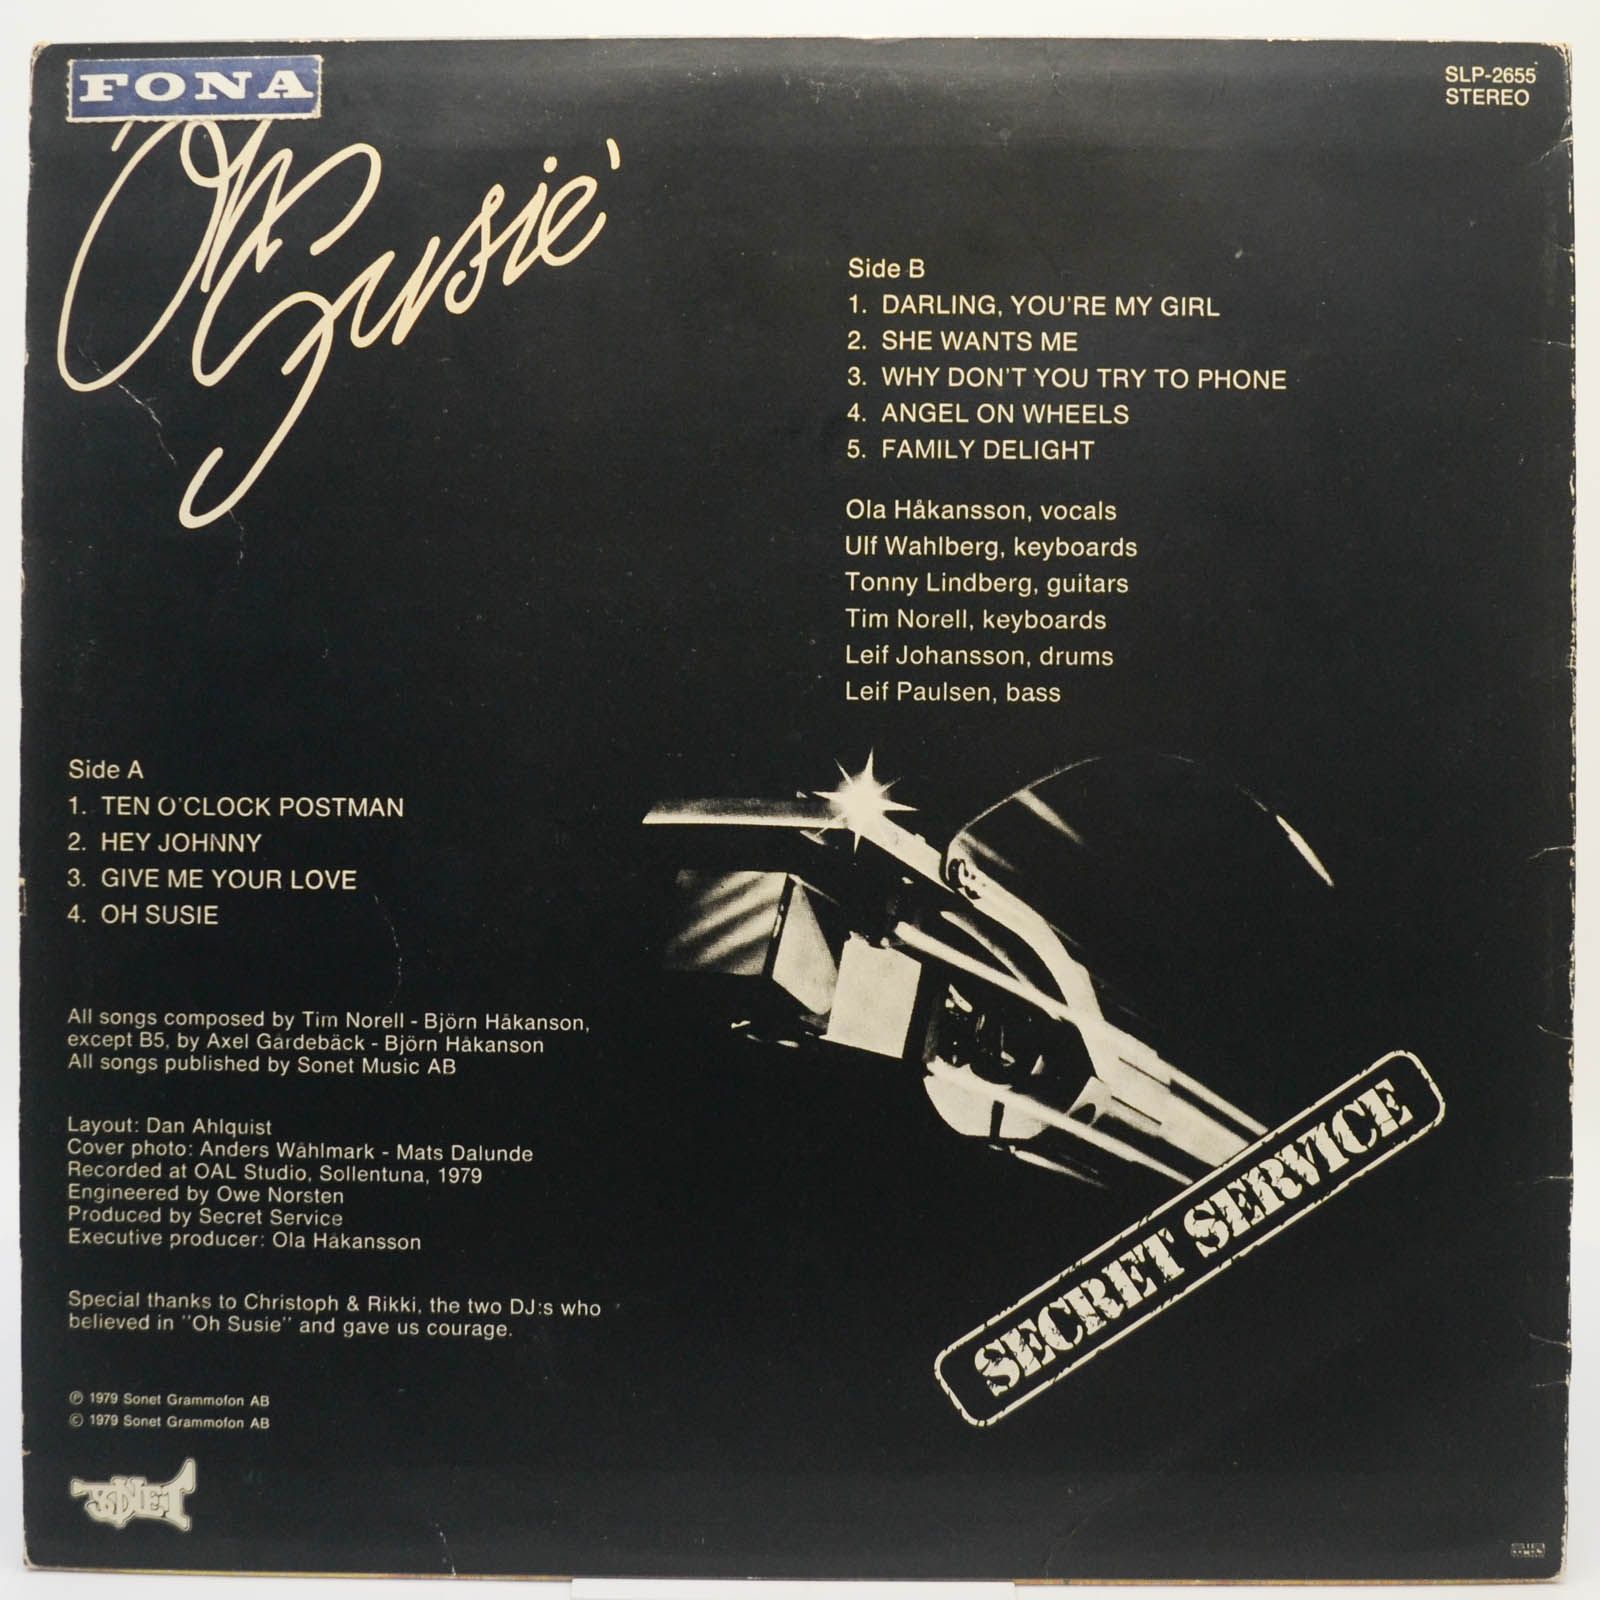 FONA
SLP-2655
STEREO
Oh Susie
Side B
1. DARLING, YOU'RE MY GIRL
2. SHE WANTS ME
3. WHY DON'T YOU TRY TO PHONE
4. ANGEL ON WHEELS
5. FAMILY DELIGHT
Ola Håkansson, vocals
Ulf Wahlberg, keyboards
Tonny Lindberg, guitars
Tim Norell, keyboards
Leif Johansson, drums
Leif Paulsen, bass
Side A
1. TEN O'CLOCK POSTMAN
2. HEY JOHNNY
3. GIVE ME YOUR LOVE
4. OH SUSIE
All songs composed by Tim Norell - Björn Håkanson,
except B5, by Axel Gårdebäck - Björn Håkanson
All songs published by Sonet Music AB
Layout: Dan Ahlquist
Cover photo: Anders Wåhlmark - Mats Dalunde
Recorded at OAL Studio, Sollentuna, 1979
Engineered by Owe Norsten
Produced by Secret Service
Executive producer: Ola Håkansson
Special thanks to Christoph & Rikki, the two DJ:s who
believed in "Oh Susie" and gave us courage.
℗ 1979 Sonet Grammofon AB
© 1979 Sonet Grammofon AB
SONET
SECRET SERVICE